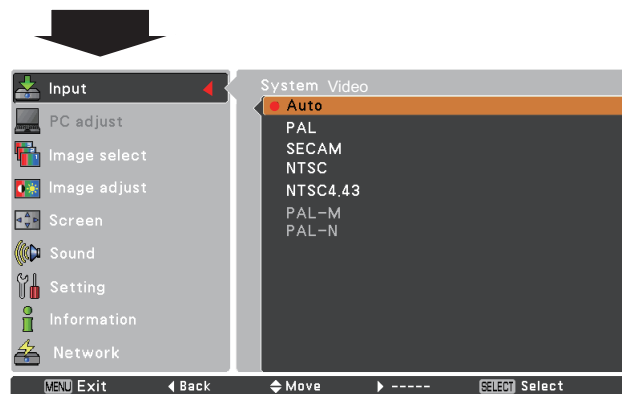 Input
PC adjust
Image select
Image adjust
Screen
Sound
Setting
Information
Network
System Video
Auto
PAL
SECAM
NTSC
NTSC4.43
PAL-M
PAL-N
MENU Exit Back Move ----- SELECT Select